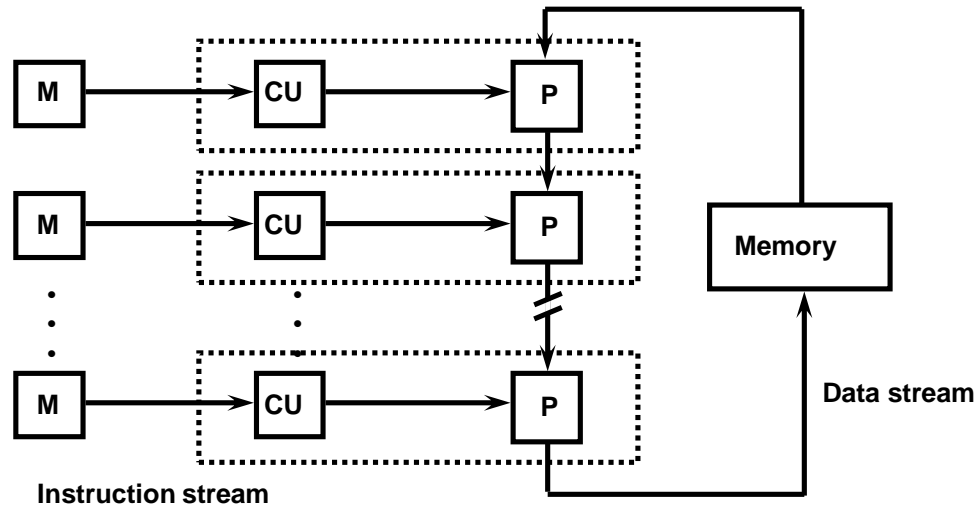 M
CU
P
M
CU
P
Memory
M
CU
P
Data stream
Instruction stream